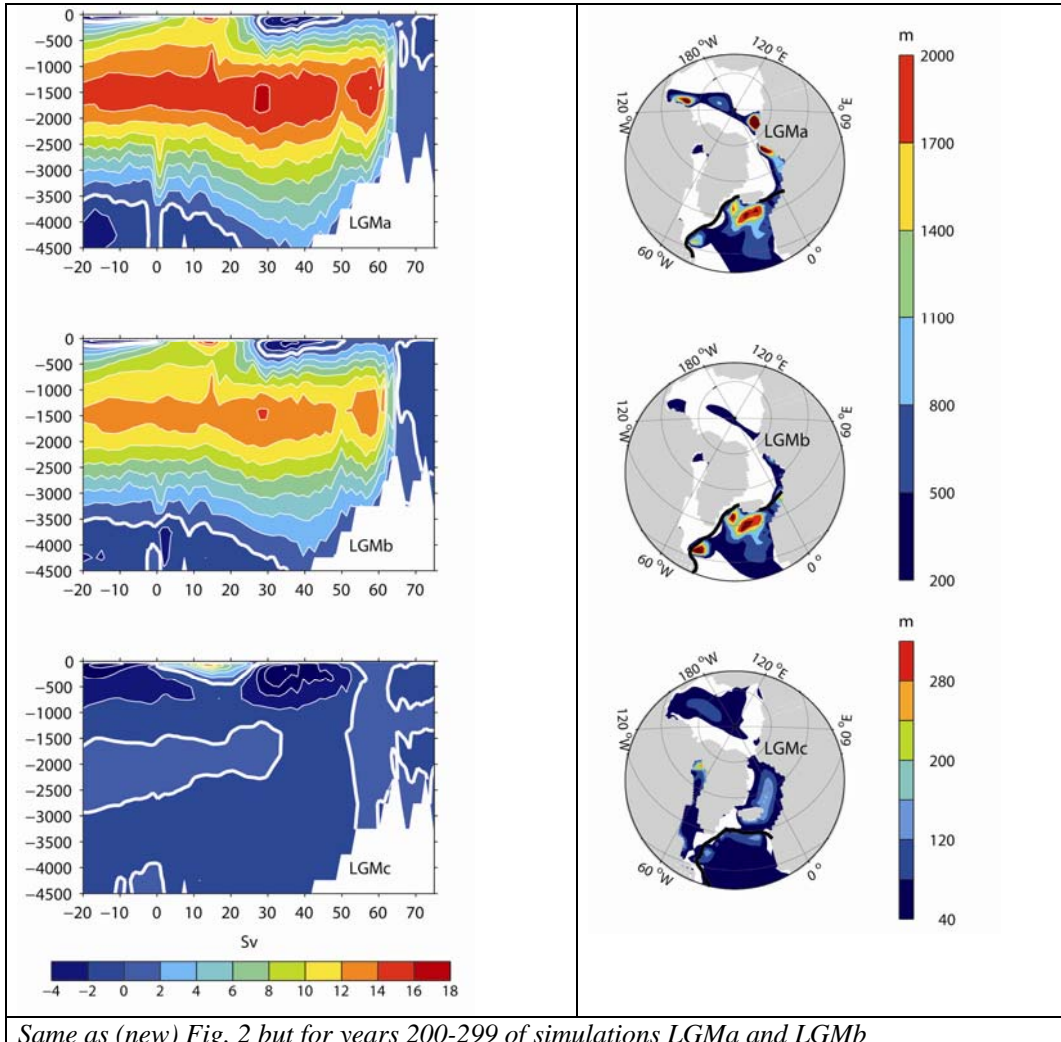 0
−500
−1000
−1500
−2000
−2500
−3000
−3500
−4000
−4500
LGMa
−20 −10 0 10 20 30 40 50 60 70
0
−500
−1000
−1500
−2000
−2500
−3000
−3500
−4000
−4500
LGMb
−20 −10 0 10 20 30 40 50 60 70
0
−500
−1000
−1500
−2000
−2500
−3000
−3500
−4000
−4500
LGMc
−20 −10 0 10 20 30 40 50 60 70
Sv
−4 −2 0 2 4 6 8 10 12 14 16 18
180 °W
120 °E
120
60 °E
LGMa
60 °W
0°
180 °W
120 °E
120
60 °E
LGMb
60 °W
0°
180 °W
120 °E
120
60 °E
LGMc
60 °W
0°
m
2000
1700
1400
1100
800
500
200
m
280
200
120
40
Same as (new) Fig. 2 but for years 200-299 of simulations LGMa and LGMb